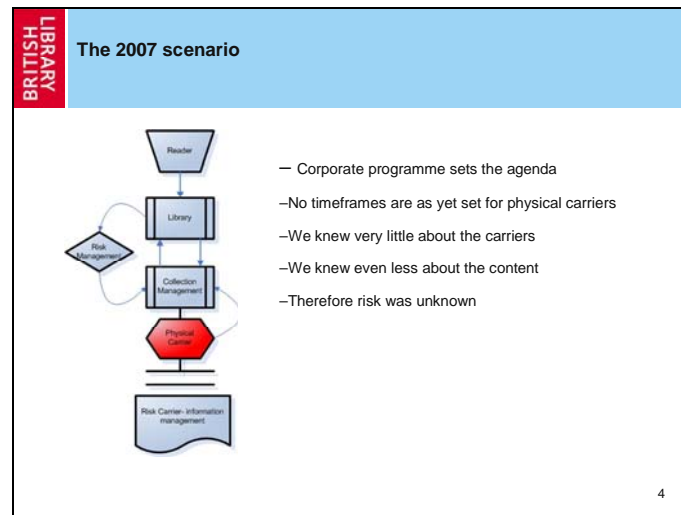 BRITISH
LIBRARY
The 2007 scenario
Reader
Library
Risk
Management
Collection
Management
Physical
Carrier
Risk Carrier- information
management
– Corporate programme sets the agenda
–No timeframes are as yet set for physical carriers
–We knew very little about the carriers
–We knew even less about the content
–Therefore risk was unknown
4